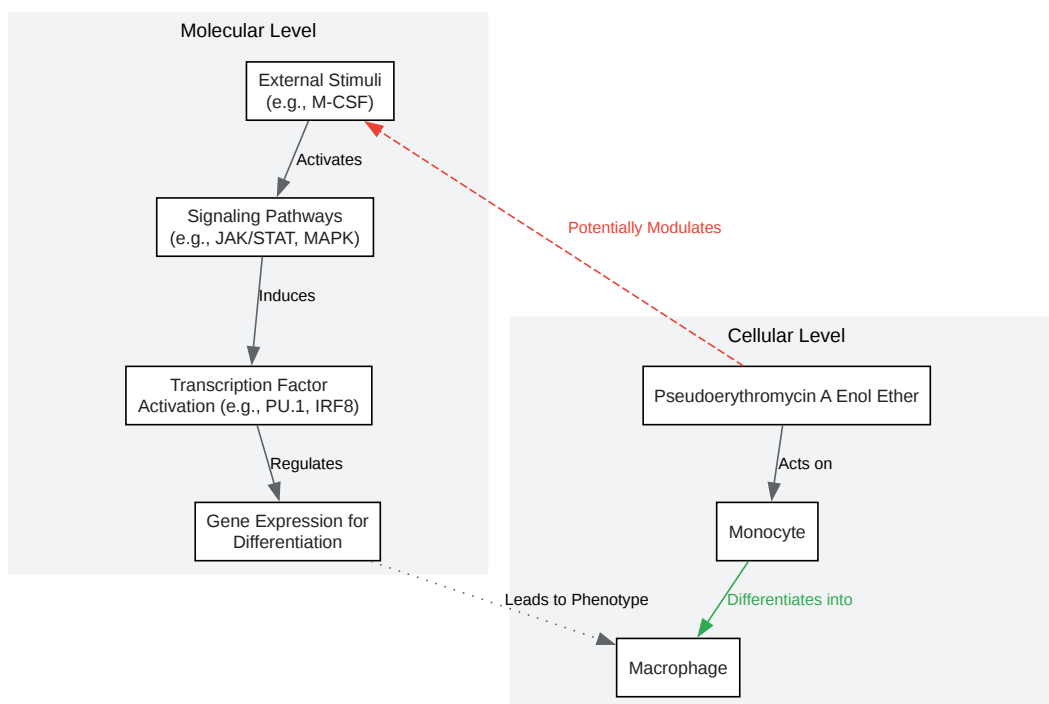 Molecular Level
External Stimuli
(e.g., M-CSF)
Activates
Signaling Pathways
(e.g., JAK/STAT, MAPK)
Induces
Transcription Factor
Activation (e.g., PU.1, IRF8)
Regulates
Gene Expression for
Differentiation
Leads to Phenotype
Potentially Modulates
Cellular Level
Pseudoerythromycin A Enol Ether
Acts on
Monocyte
Differentiates into
Macrophage